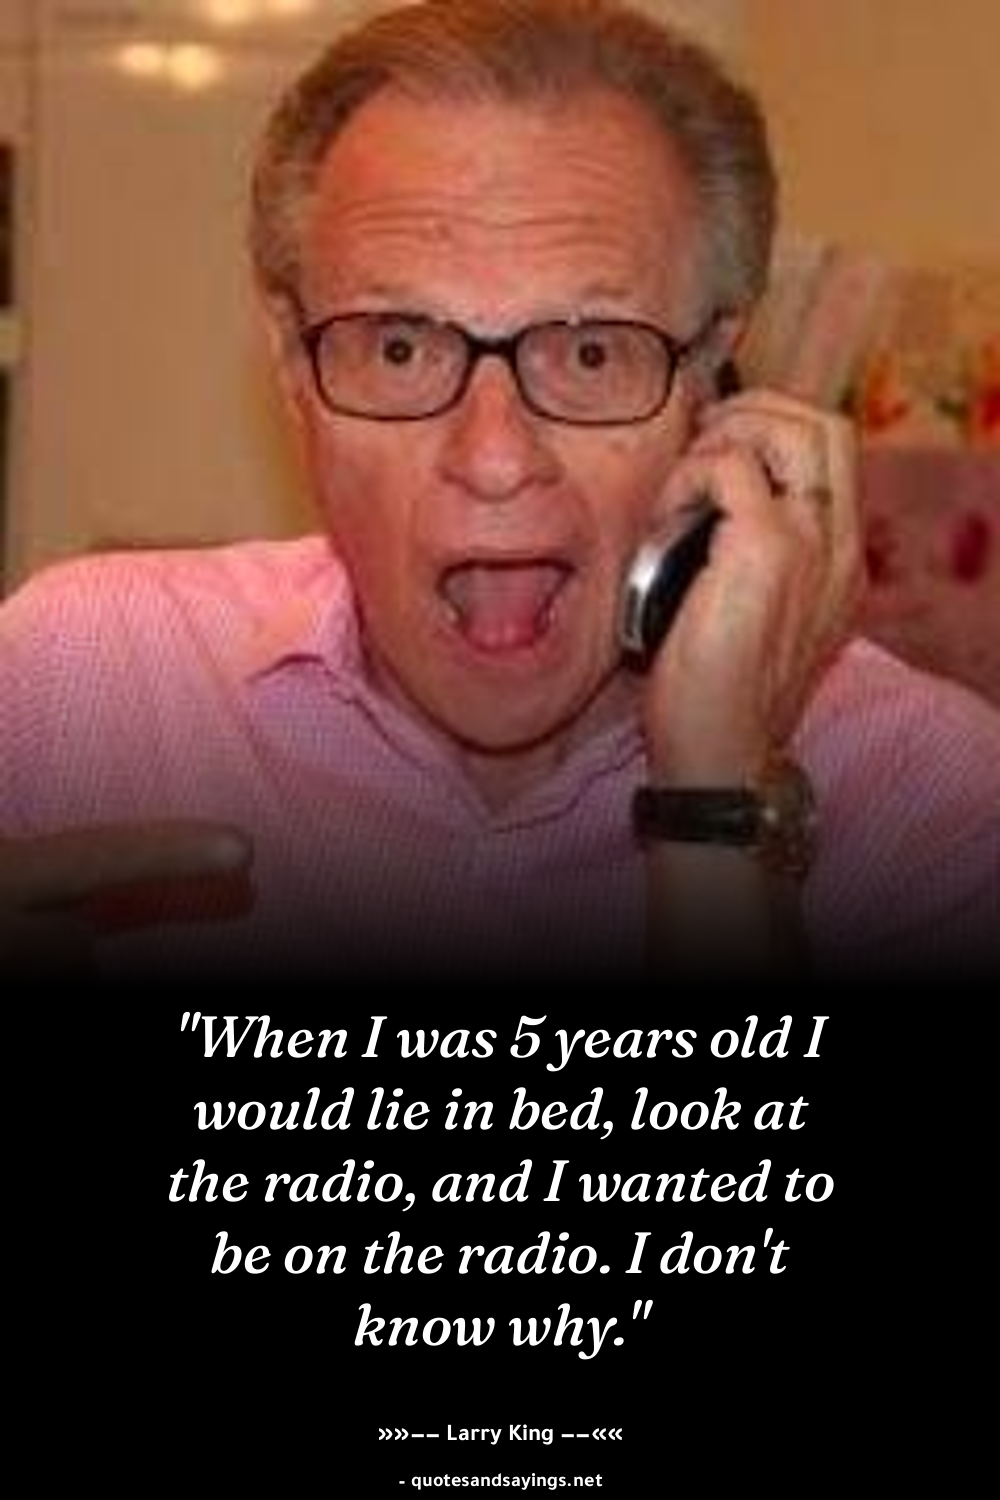 "When I was 5 years old I
would lie in bed, look at
the radio, and I wanted to
be on the radio. I don't
know why."
»»–– Larry King ––««
- quotesandsayings.net